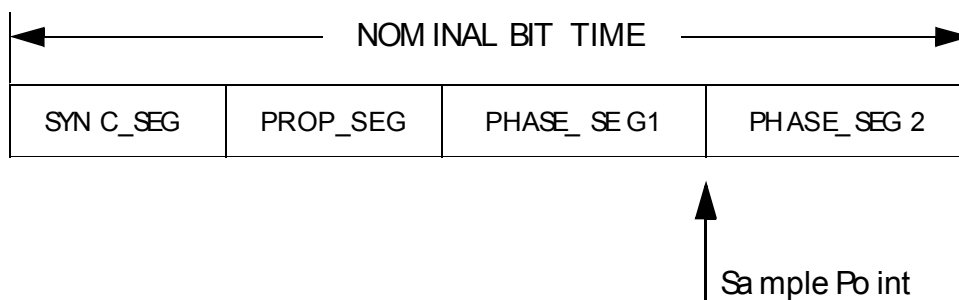 NOMINAL BIT TIME
SYNC_SEG PROP_SEG PHASE_SEG1 PHASE_SEG2
Sample Point